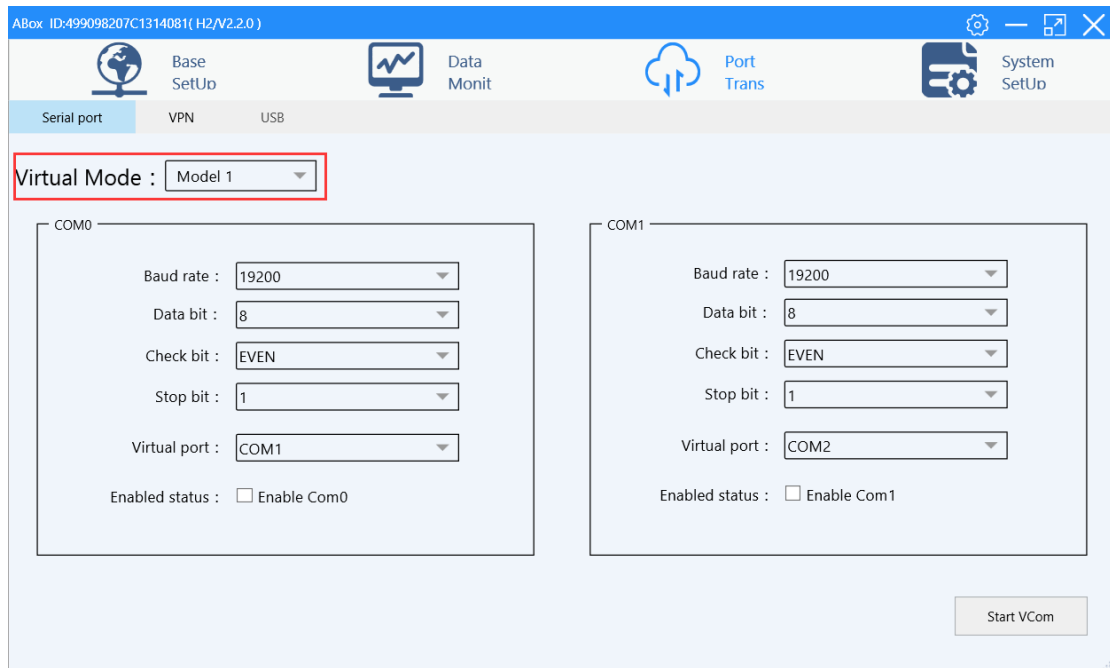 ABox ID:499098207C1314081( H2/V2.2.0 )
Base
SetUp
Data
Monit
Port
Trans
System
SetUp
Serial port
VPN
USB
Virtual Mode : Model 1
COM0
Baud rate : 19200
Data bit : 8
Check bit : EVEN
Stop bit : 1
Virtual port : COM1
Enabled status : Enable Com0
COM1
Baud rate : 19200
Data bit : 8
Check bit : EVEN
Stop bit : 1
Virtual port : COM2
Enabled status : Enable Com1
Start VCom